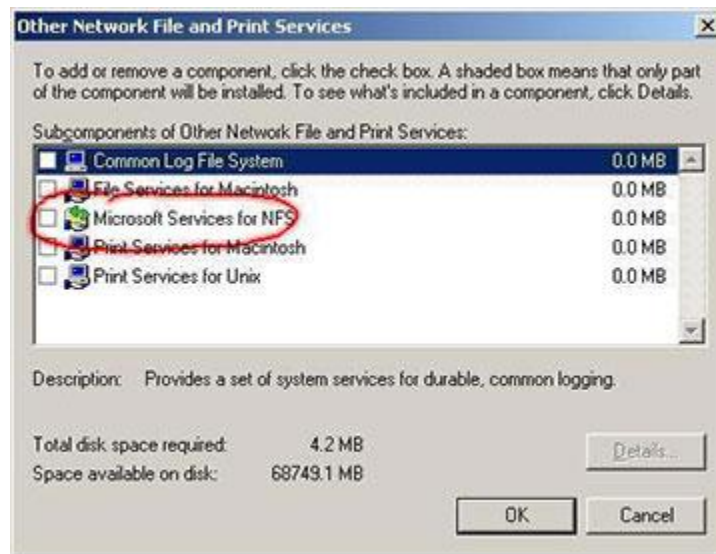 Other Network File and Print Services
To add or remove a component, click the check box. A shaded box means that only part
of the component will be installed. To see what's included in a component, click Details.
Subcomponents of Other Network File and Print Services:
Common Log File System 0.0 MB
File Services for Macintosh 0.0 MB
Microsoft Services for NFS 0.0 MB
Print Services for Macintosh 0.0 MB
Print Services for Unix 0.0 MB
Description: Provides a set of system services for durable, common logging.
Total disk space required: 4.2 MB
Space available on disk: 68749.1 MB
Details...
OK Cancel